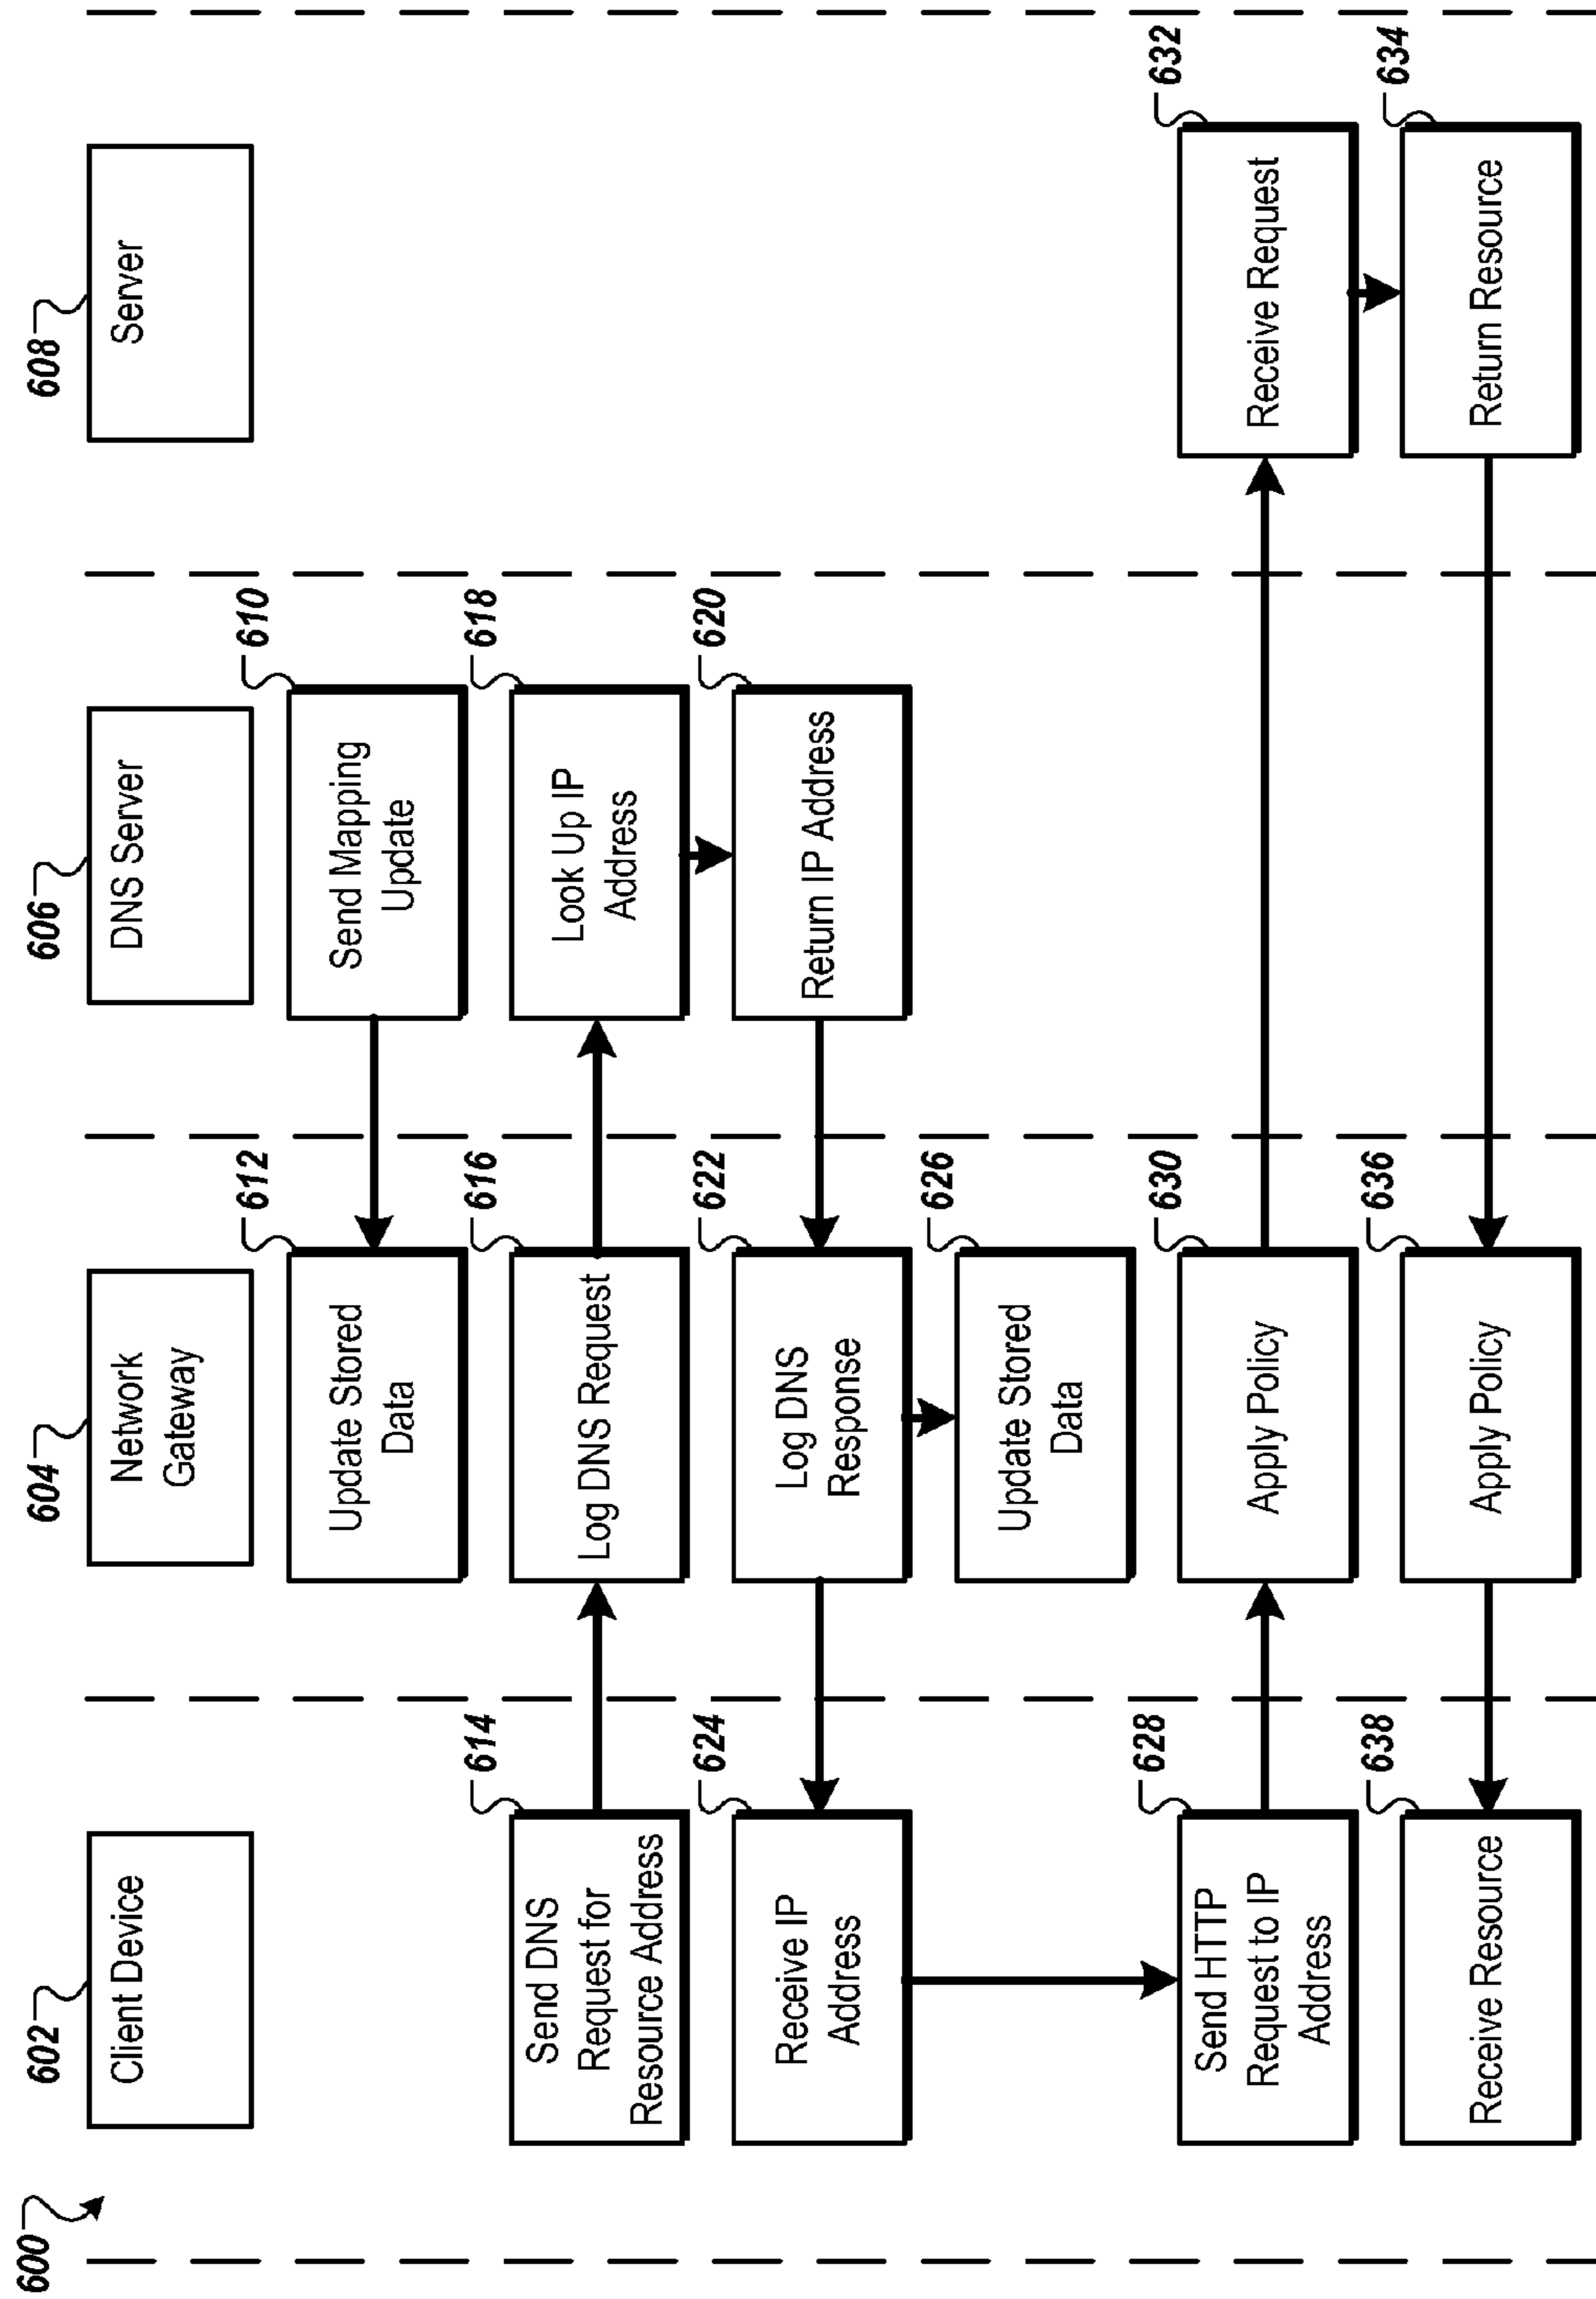 600
602
Client Device
604
Network
Gateway
606
DNS Server
608
Server
610
Send Mapping
Update
612
Update Stored
Data
614
Send DNS
Request for
Resource Address
616
Log DNS Request
618
Look Up IP
Address
620
Return IP Address
622
Log DNS
Response
624
Receive IP
Address
626
Update Stored
Data
628
Send HTTP
Request to IP
Address
630
Apply Policy
632
Receive Request
634
Return Resource
636
Apply Policy
638
Receive Resource